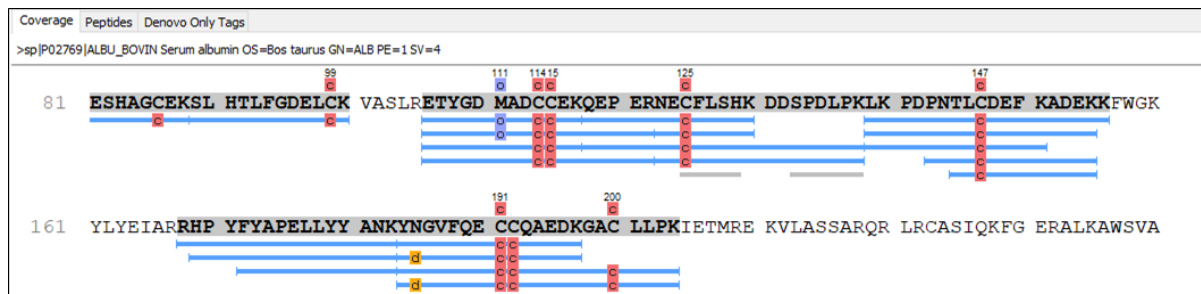 Coverage Peptides Denovo Only Tags
>sp|P02769|ALBU_BOVIN Serum albumin OS=Bos taurus GN=ALB PE=1 SV=4
99 111 114 15 125 147
c o c c c c
81 ESHAGCEKSL HTLFGDELCK VASLRETYGD MADCCEKQEP ERNECFLSHK DDSPDLPKLK PDPNTLCDEF KADEKKFWGK
c c o c c c c
o c c c c
c c c c
c c c c
c
191 200
c c
161 YLYEIARRHP YFYAPELLYY ANKYNGVFQE CCQAEDKGAC LLPKIETMRE KVLASSARQR LRCASIQKFG ERALKAWSVA
c c
d c c
c c c
d c c c